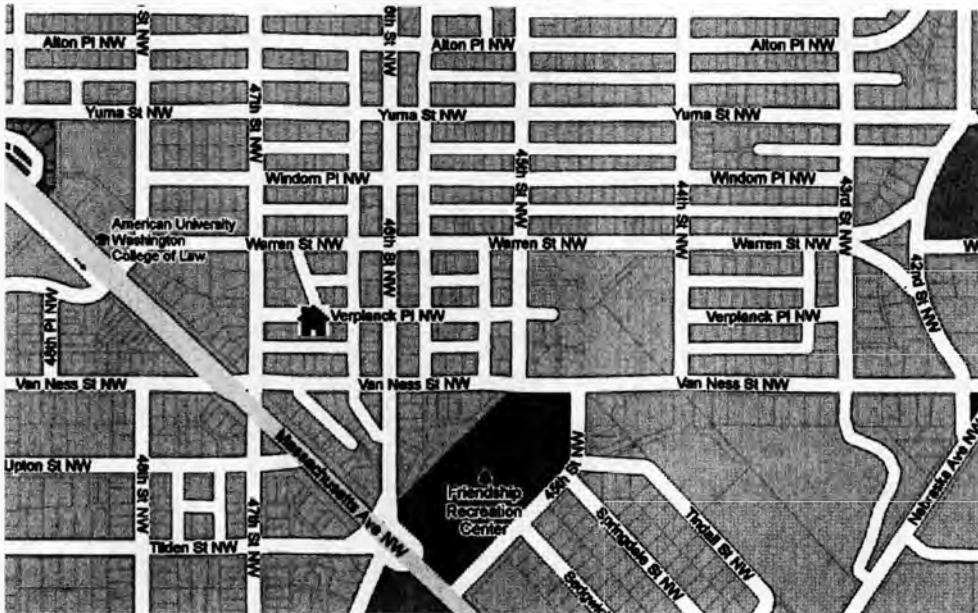 St NW
46th St NW
Alton Pl NW
Alton Pl NW
Alton Pl NW
Yuma St NW
47th St NW
Yuma St NW
Yuma St NW
45th St NW
Windom Pl NW
Windom Pl NW
44th St NW
43rd St NW
American University
Washington
College of Law
Warren St NW
46th St NW
Warren St NW
Warren St NW
W
42nd St NW
48th Pl NW
Verplanck Pl NW
Verplanck Pl NW
Van Ness St NW
Van Ness St NW
Massachusetts Ave NW
Upton St NW
48th St NW
47th St NW
Friendship
Recreation
Center
45th St NW
Springdale St NW
Tindall St NW
Nebraska Ave NW
Tilden St NW